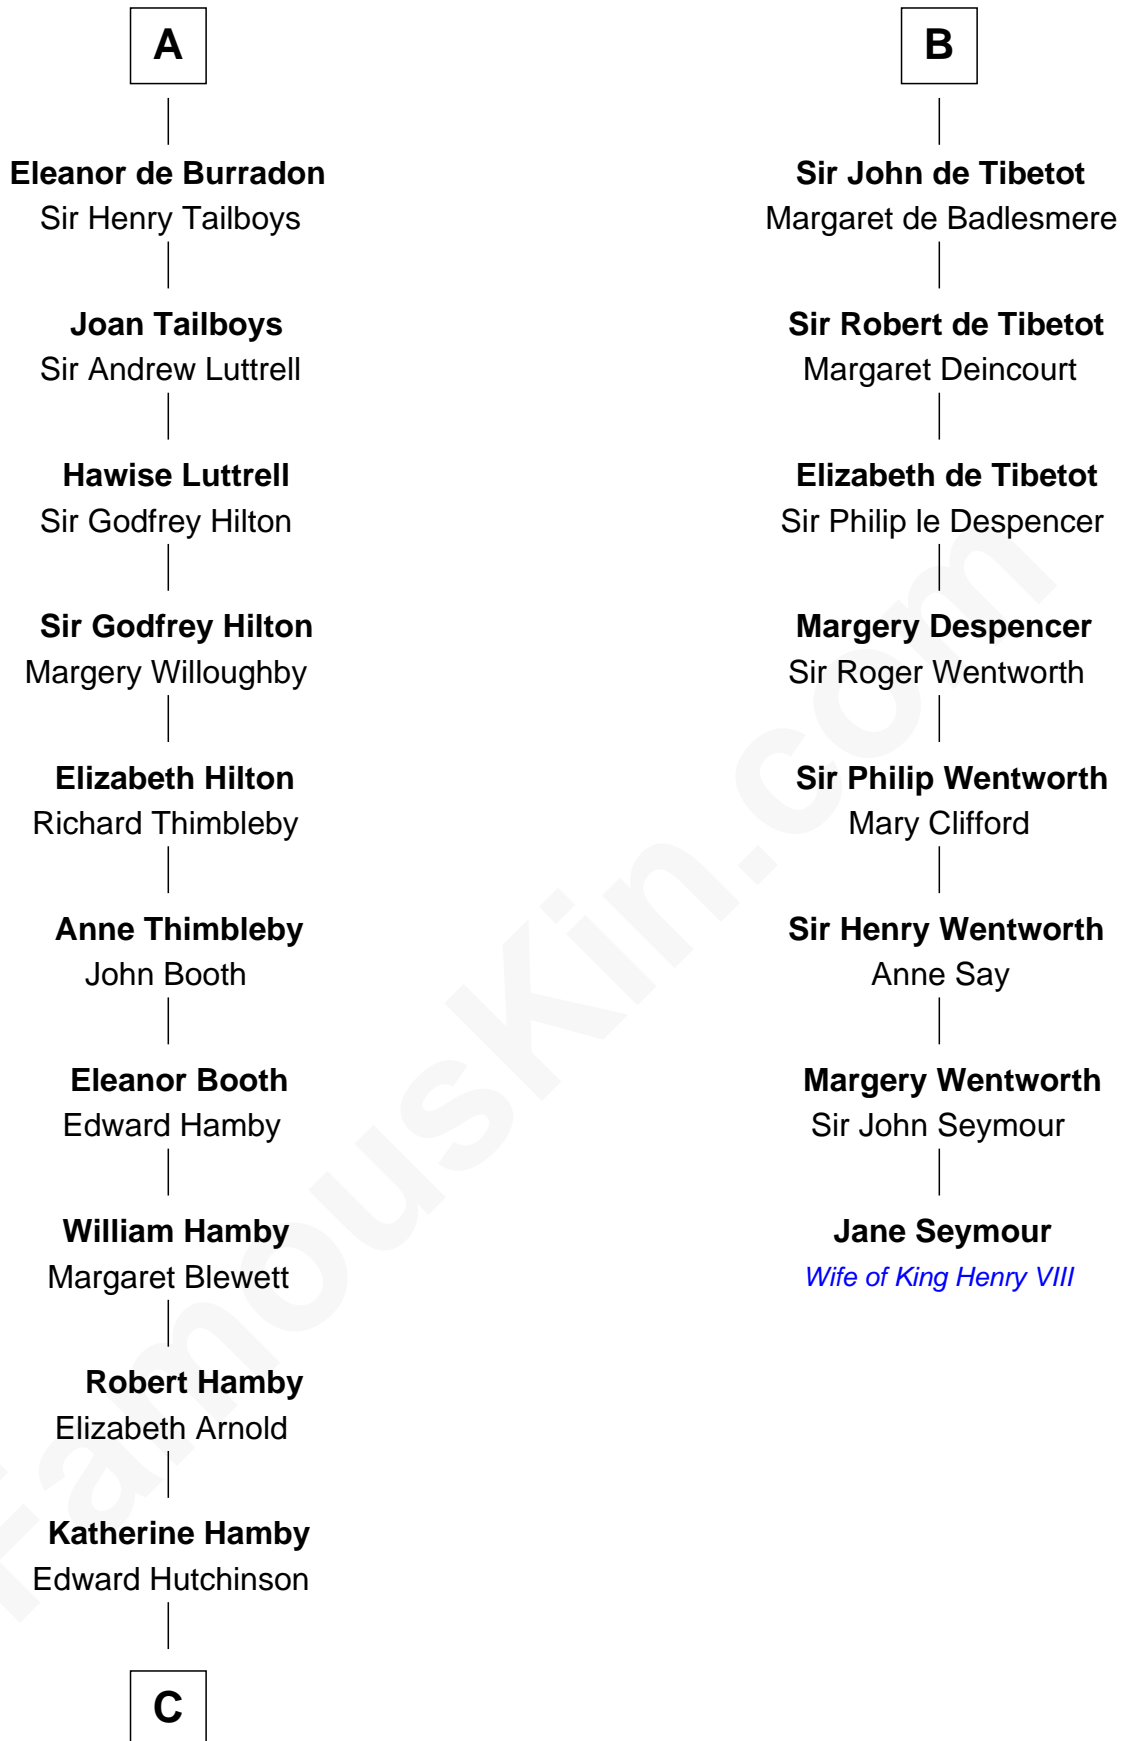 A
Eleanor de Burradon
Sir Henry Tailboys
Joan Tailboys
Sir Andrew Luttrell
Hawise Luttrell
Sir Godfrey Hilton
Sir Godfrey Hilton
Margery Willoughby
Elizabeth Hilton
Richard Thimbleby
Anne Thimbleby
John Booth
Eleanor Booth
Edward Hamby
William Hamby
Margaret Blewett
Robert Hamby
Elizabeth Arnold
Katherine Hamby
Edward Hutchinson
C
B
Sir John de Tibetot
Margaret de Badlesmere
Sir Robert de Tibetot
Margaret Deincourt
Elizabeth de Tibetot
Sir Philip le Despencer
Margery Despencer
Sir Roger Wentworth
Sir Philip Wentworth
Mary Clifford
Sir Henry Wentworth
Anne Say
Margery Wentworth
Sir John Seymour
Jane Seymour
Wife of King Henry VIII
FamousKin.com